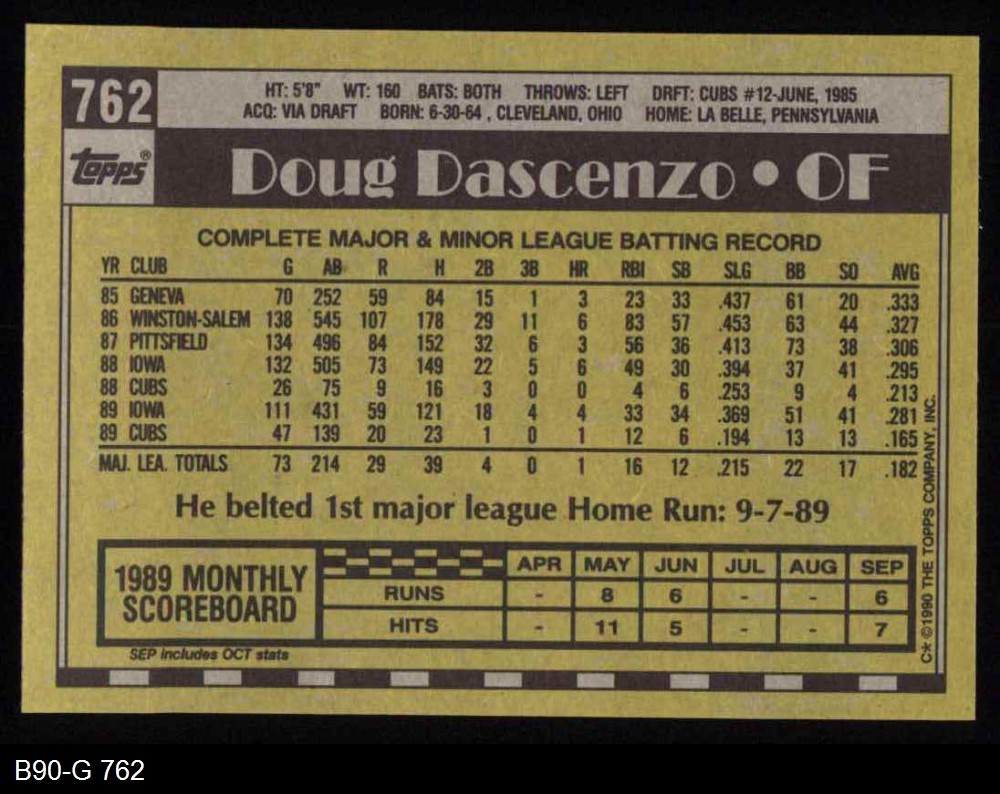 762
HT: 5'8" WT: 160 BATS: BOTH THROWS: LEFT DRFT: CUBS #12-JUNE, 1985
ACQ: VIA DRAFT BORN: 6-30-64 , CLEVELAND, OHIO HOME: LA BELLE, PENNSYLVANIA
Topps®
Doug Dascenzo • OF
COMPLETE MAJOR & MINOR LEAGUE BATTING RECORD
YR CLUB G AB R H 2B 3B HR RBI SB SLG BB SO AVG
85 GENEVA 70 252 59 84 15 1 3 23 33 .437 61 20 .333
86 WINSTON-SALEM 138 545 107 178 29 11 6 83 57 .453 63 44 .327
87 PITTSFIELD 134 496 84 152 32 6 3 56 36 .413 73 38 .306
88 IOWA 132 505 73 149 22 5 6 49 30 .394 37 41 .295
88 CUBS 26 75 9 16 3 0 0 4 6 .253 9 4 .213
89 IOWA 111 431 59 121 18 4 4 33 34 .369 51 41 .281
89 CUBS 47 139 20 23 1 0 1 12 6 .194 13 13 .165
MAJ. LEA. TOTALS 73 214 29 39 4 0 1 16 12 .215 22 17 .182
He belted 1st major league Home Run: 9-7-89
1989 MONTHLY
SCOREBOARD
APR MAY JUN JUL AUG SEP
RUNS - 8 6 - - 6
HITS - 11 5 - - 7
SEP includes OCT stats
C* ©1990 THE TOPPS COMPANY, INC.
B90-G 762